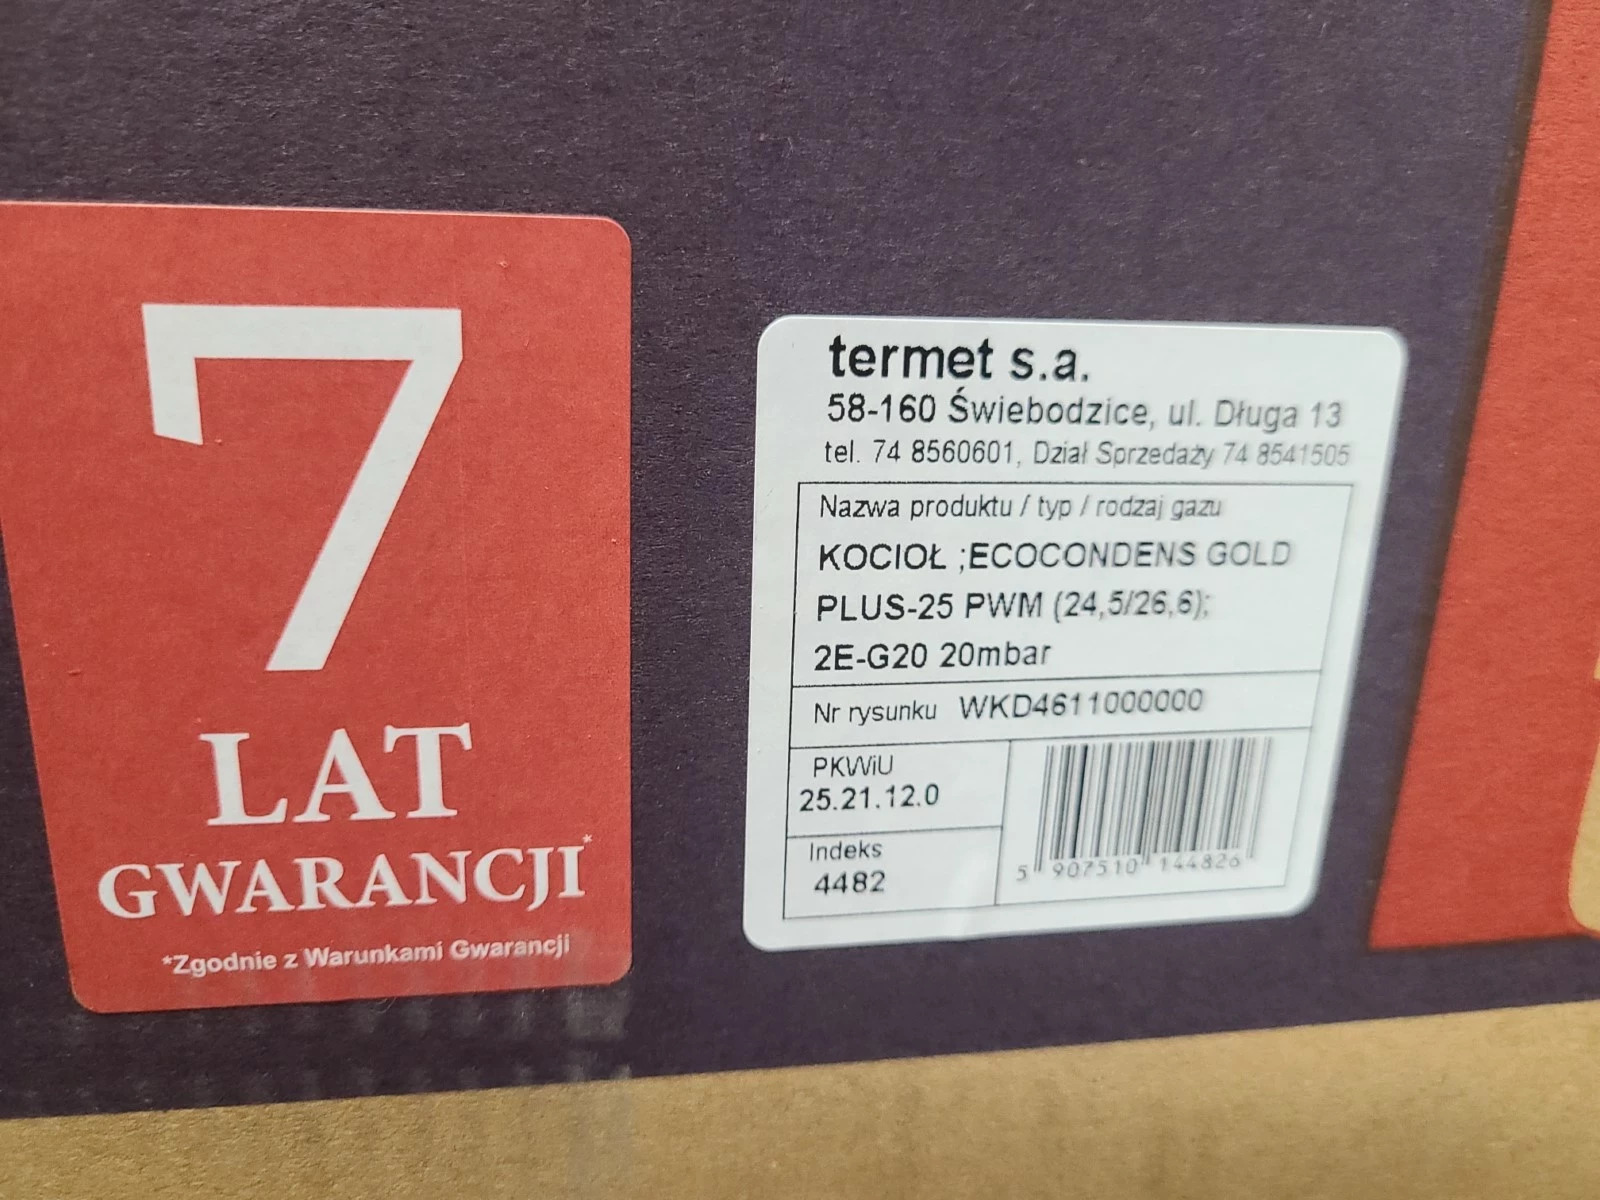 7
LAT
GWARANCJI*
*Zgodnie z Warunkami Gwarancji
termet s.a.
58-160 Świebodzice, ul. Długa 13
tel. 74 8560601, Dział Sprzedaży 74 8541505
Nazwa produktu / typ / rodzaj gazu
KOCIOŁ ;ECOCONDENS GOLD
PLUS-25 PWM (24,5/26,6);
2E-G20 20mbar
Nr rysunku WKD4611000000
PKWiU
25.21.12.0
Indeks
4482
5 907510 144826